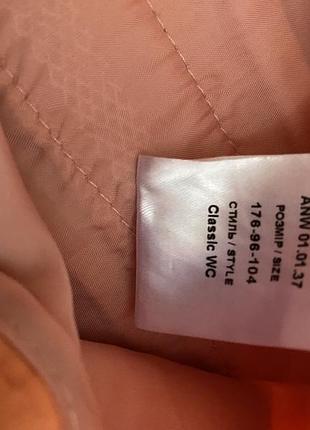 ANW 01.01.37
РОЗМІР / SIZE
176-96-104
СТИЛЬ / STYLE
Classic WC